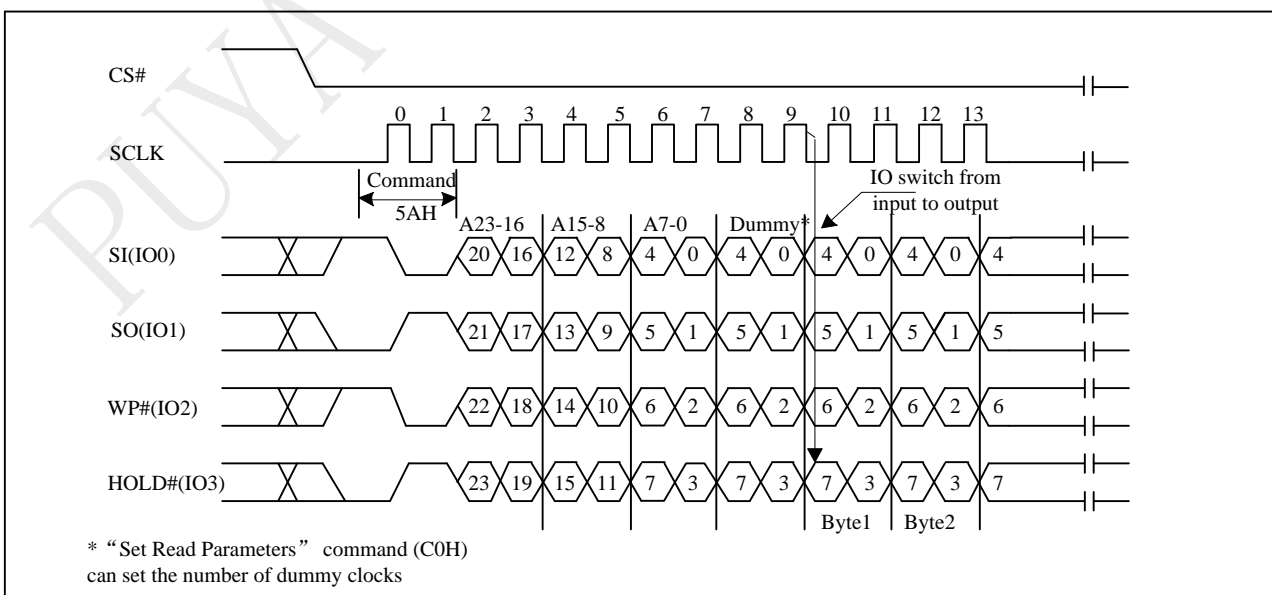 PUYA
CS#
0 1 2 3 4 5 6 7 8 9 10 11 12 13
SCLK
Command
5AH
IO switch from
input to output
A23-16 A15-8 A7-0 Dummy*
SI(IO0) 20 16 12 8 4 0 4 0 4 0 4 0 4
SO(IO1) 21 17 13 9 5 1 5 1 5 1 5 1 5
WP#(IO2) 22 18 14 10 6 2 6 2 6 2 6 2 6
HOLD#(IO3) 23 19 15 11 7 3 7 3 7 3 7 3 7
Byte1 Byte2
* “Set Read Parameters” command (C0H)
can set the number of dummy clocks